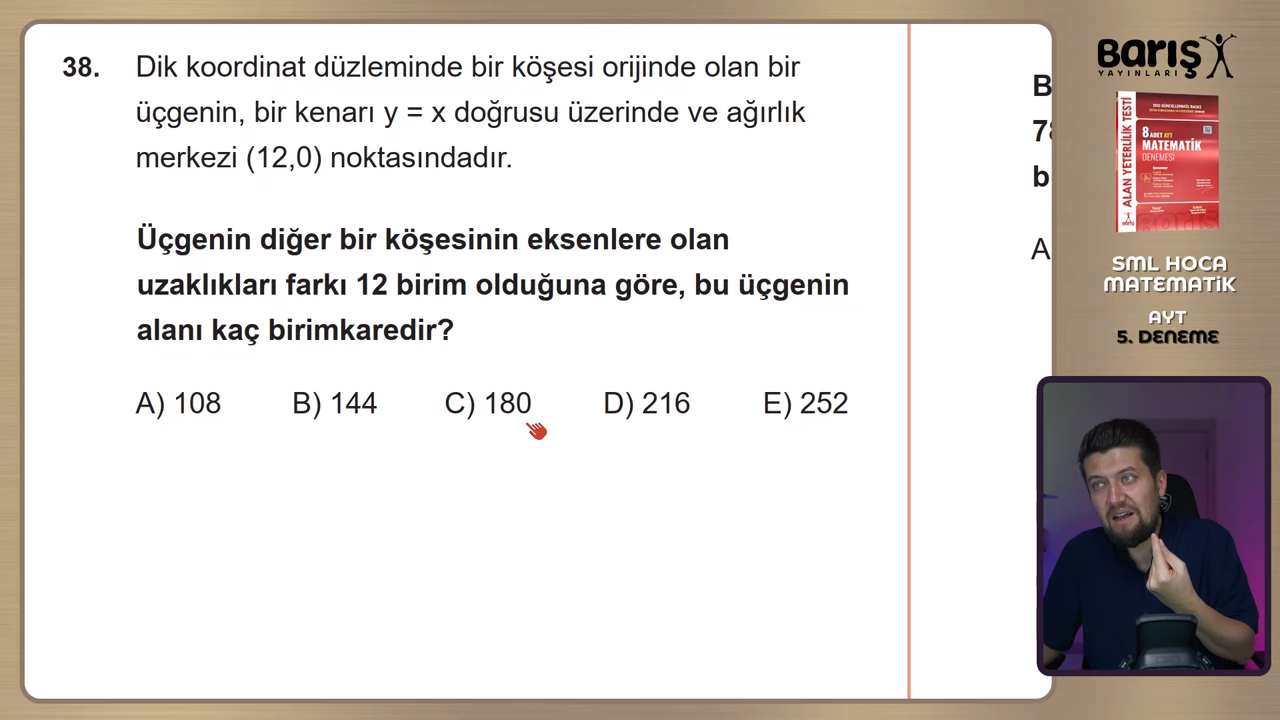 38. Dik koordinat düzleminde bir köşesi orijinde olan bir
üçgenin, bir kenarı y = x doğrusu üzerinde ve ağırlık
merkezi (12,0) noktasındadır.
Üçgenin diğer bir köşesinin eksenlere olan
uzaklıkları farkı 12 birim olduğuna göre, bu üçgenin
alanı kaç birimkaredir?
A) 108 B) 144 C) 180 D) 216 E) 252
B
78
b
A
Barış
YAYINLARI
ALAN YETERLİLİK TESTİ
8 ADET AYT
MATEMATİK
DENEMESİ
Barış
SML HOCA
MATEMATİK
AYT
5. DENEME